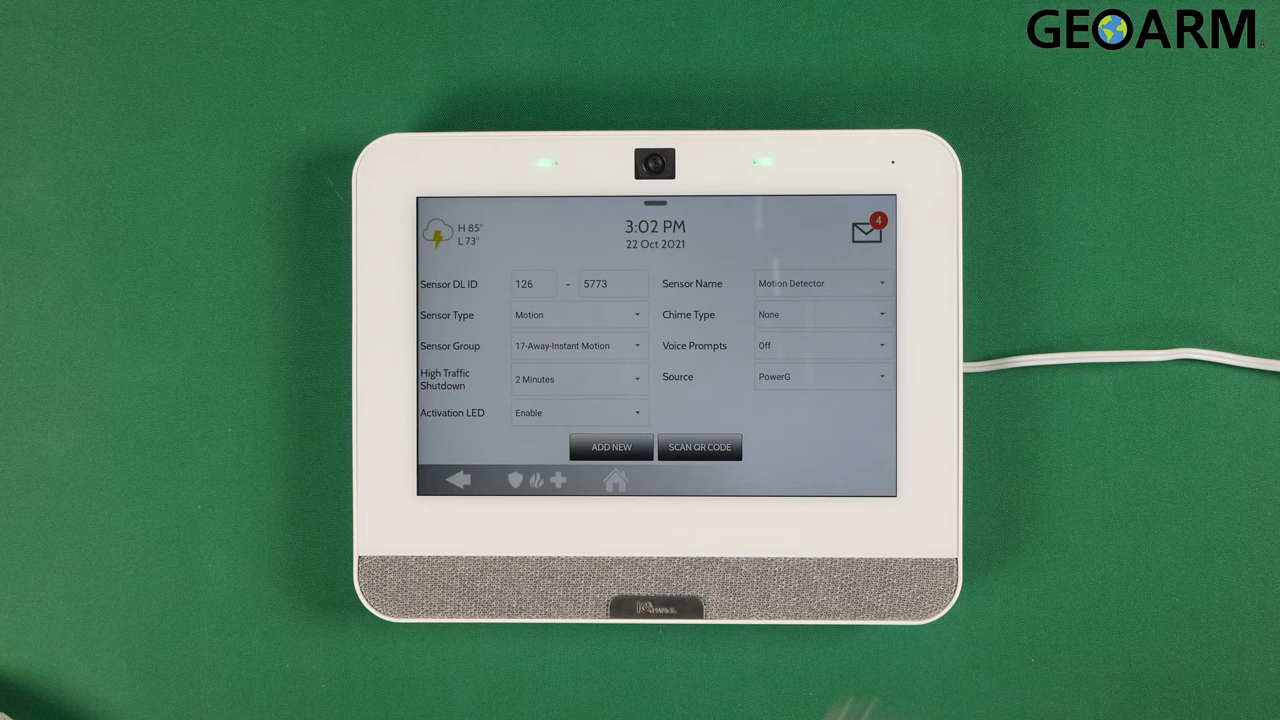 GEOARM
H 85°
L 73°
3:02 PM
22 Oct 2021
4
Sensor DL ID
126 - 5773
Sensor Name
Motion Detector
Sensor Type
Motion
Chime Type
None
Sensor Group
17-Away-Instant Motion
Voice Prompts
Off
High Traffic
Shutdown
2 Minutes
Source
PowerG
Activation LED
Enable
ADD NEW
SCAN QR CODE